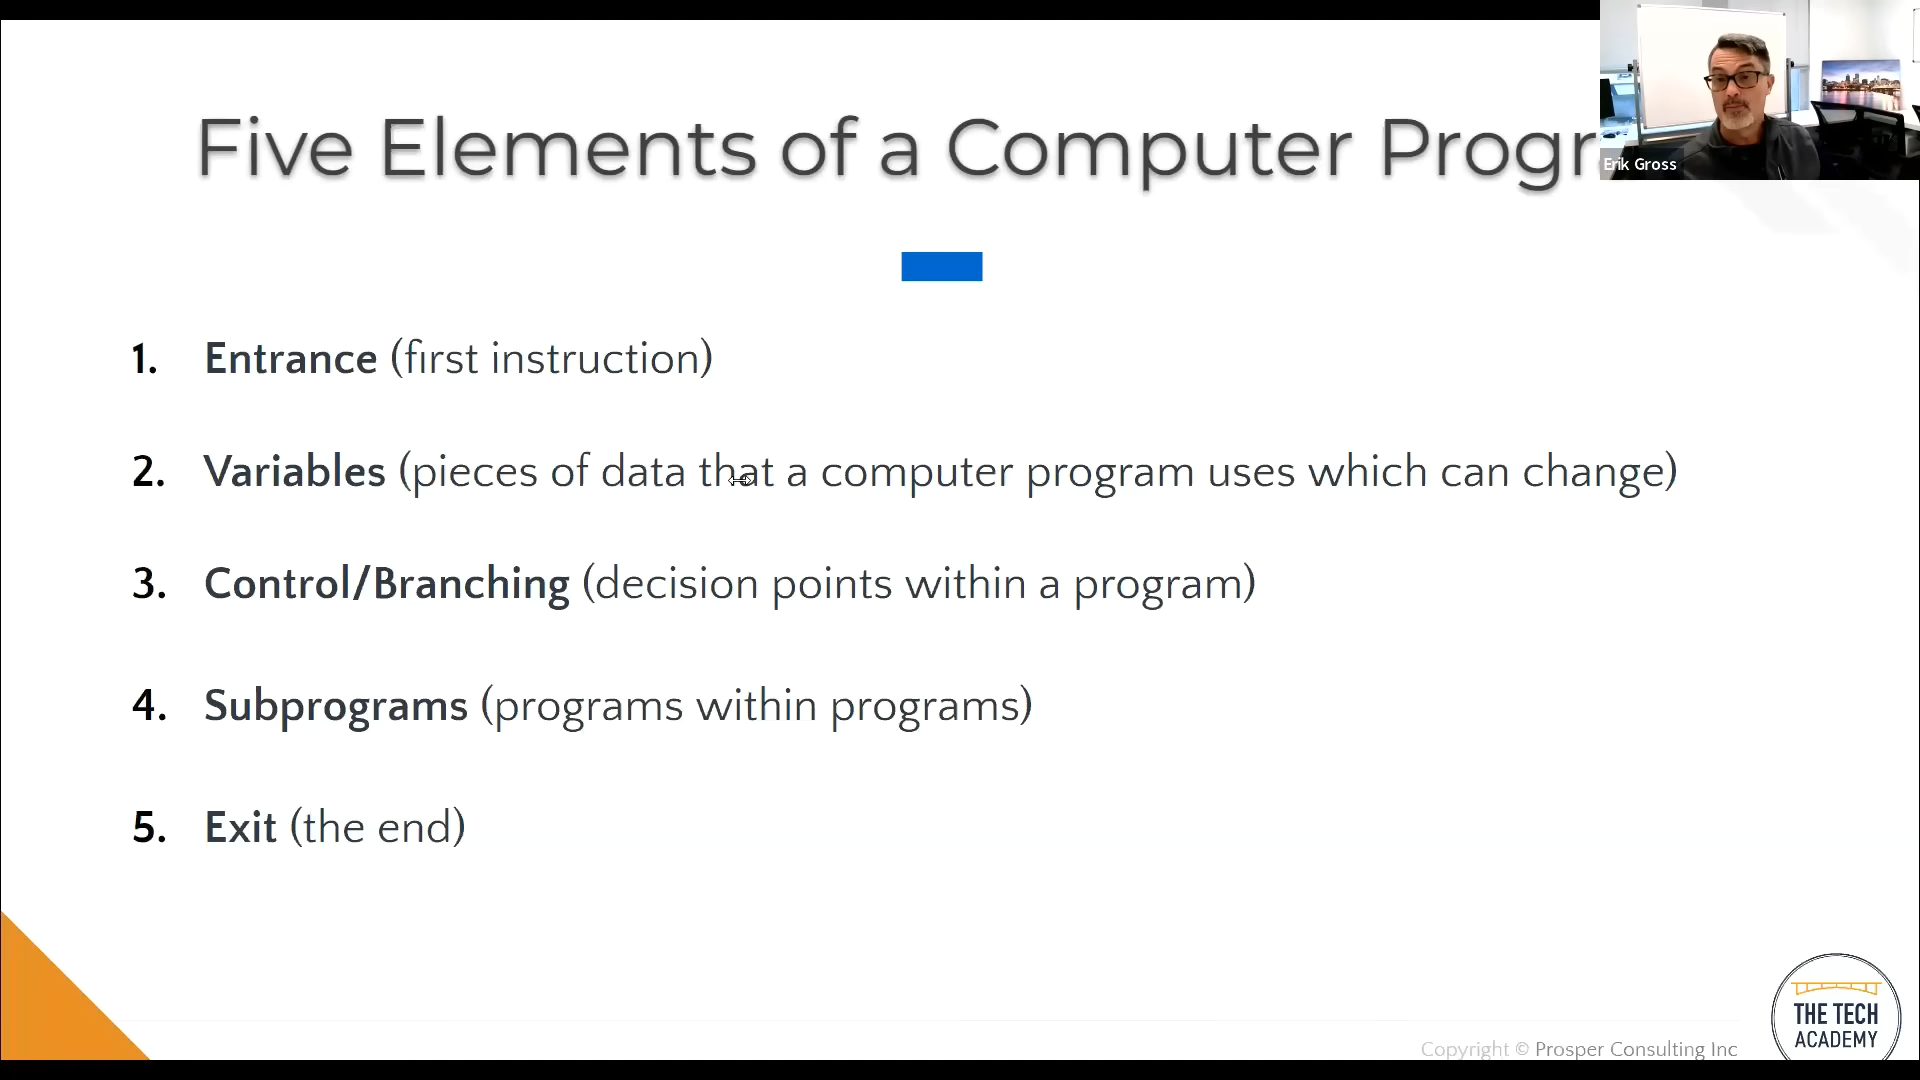 Five Elements of a Computer Progr
Erik Gross
1. Entrance (first instruction)
2. Variables (pieces of data that a computer program uses which can change)
3. Control/Branching (decision points within a program)
4. Subprograms (programs within programs)
5. Exit (the end)
THE TECH
ACADEMY
Copyright © Prosper Consulting Inc